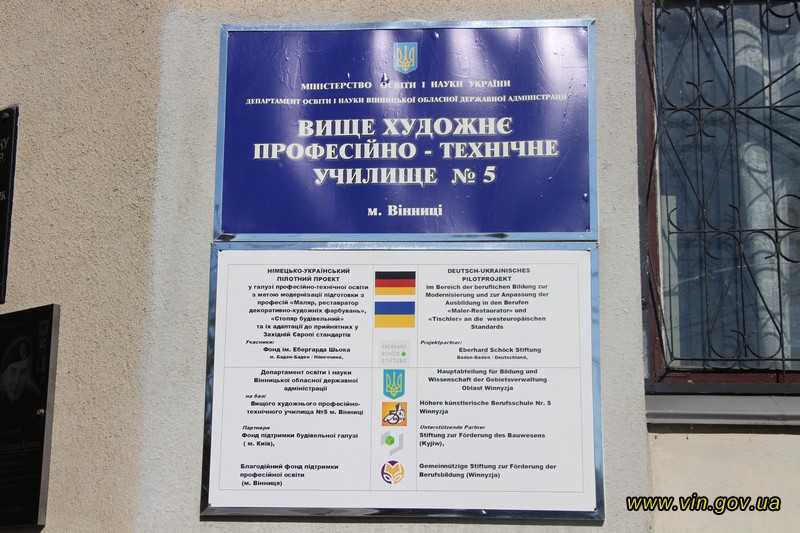 МІНІСТЕРСТВО ОСВІТИ І НАУКИ УКРАЇНИ
ДЕПАРТАМЕНТ ОСВІТИ І НАУКИ ВІННИЦЬКОЇ ОБЛАСНОЇ ДЕРЖАВНОЇ АДМІНІСТРАЦІЇ
ВИЩЕ ХУДОЖНЄ
ПРОФЕСІЙНО - ТЕХНІЧНЕ
УЧИЛИЩЕ № 5
м. Вінниці
НІМЕЦЬКО-УКРАЇНСЬКИЙ
ПІЛОТНИЙ ПРОЕКТ
у галузі професійно-технічної освіти
з метою модернізації підготовки з
професій «Маляр, реставратор
декоративно-художніх фарбувань»,
«Столяр будівельний»
та їх адаптації до прийнятних у
Західній Європі стандартів
Учасники:
Фонд ім. Ебергарда Шьока
м. Баден-Баден / Німеччина,
Департамент освіти і науки
Вінницької обласної державної
адміністрації
на базі
Вищого художнього професійно-
технічного училища №5 м. Вінниці
Партнери
Фонд підтримки будівельної галузі
( м. Київ),
Благодійний фонд підтримки
професійної освіти
(м. Вінниця)
EBERHARD
SCHÖCK
STIFTUNG
DEUTSCH-UKRAINISCHES
PILOTPROJEKT
im Bereich der beruflichen Bildung zur
Modernisierung und zur Anpassung der
Ausbildung in den Berufen
«Maler-Restaurator» und
«Tischler» an die westeuropäischen
Standards
Projektpartner:
Eberhard Schöck Stiftung
Baden-Baden / Deutschland,
Hauptabteilung für Bildung und
Wissenschaft der Gebietsverwaltung
Oblast Winnyzja
Höhere künstlerische Berufsschule Nr. 5
Winnyzja
Unterstützende Partner
Stiftung zur Förderung des Bauwesens
(Kyjiw),
Gemeinnützige Stiftung zur Förderung der
Berufsbildung (Winnyzja)
www.vin.gov.ua